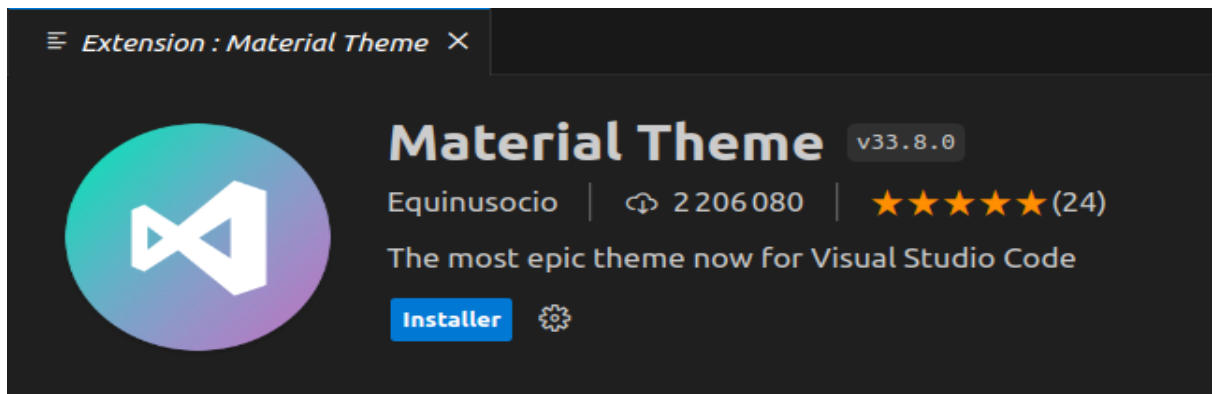 Extension : Material Theme
Material Theme v33.8.0
Equinusocio 2 206 080 (24)
The most epic theme now for Visual Studio Code
Installer